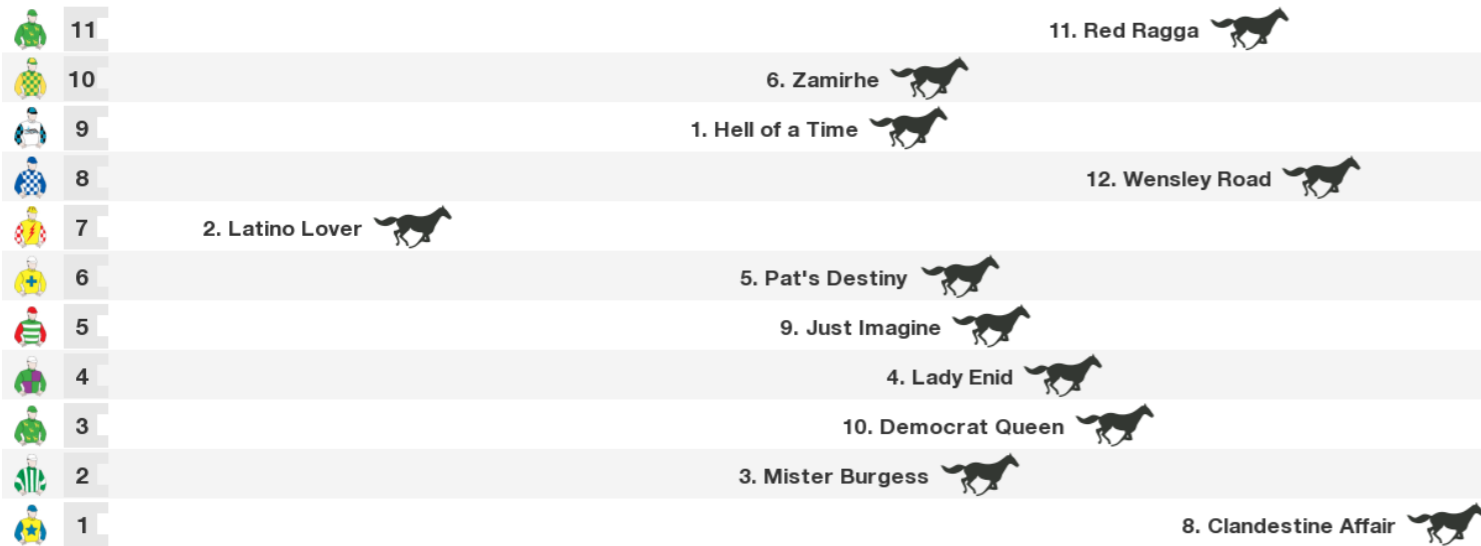 11 11. Red Ragga
10 6. Zamirhe
9 1. Hell of a Time
8 12. Wensley Road
7 2. Latino Lover
6 5. Pat's Destiny
5 9. Just Imagine
4 4. Lady Enid
3 10. Democrat Queen
2 3. Mister Burgess
1 8. Clandestine Affair